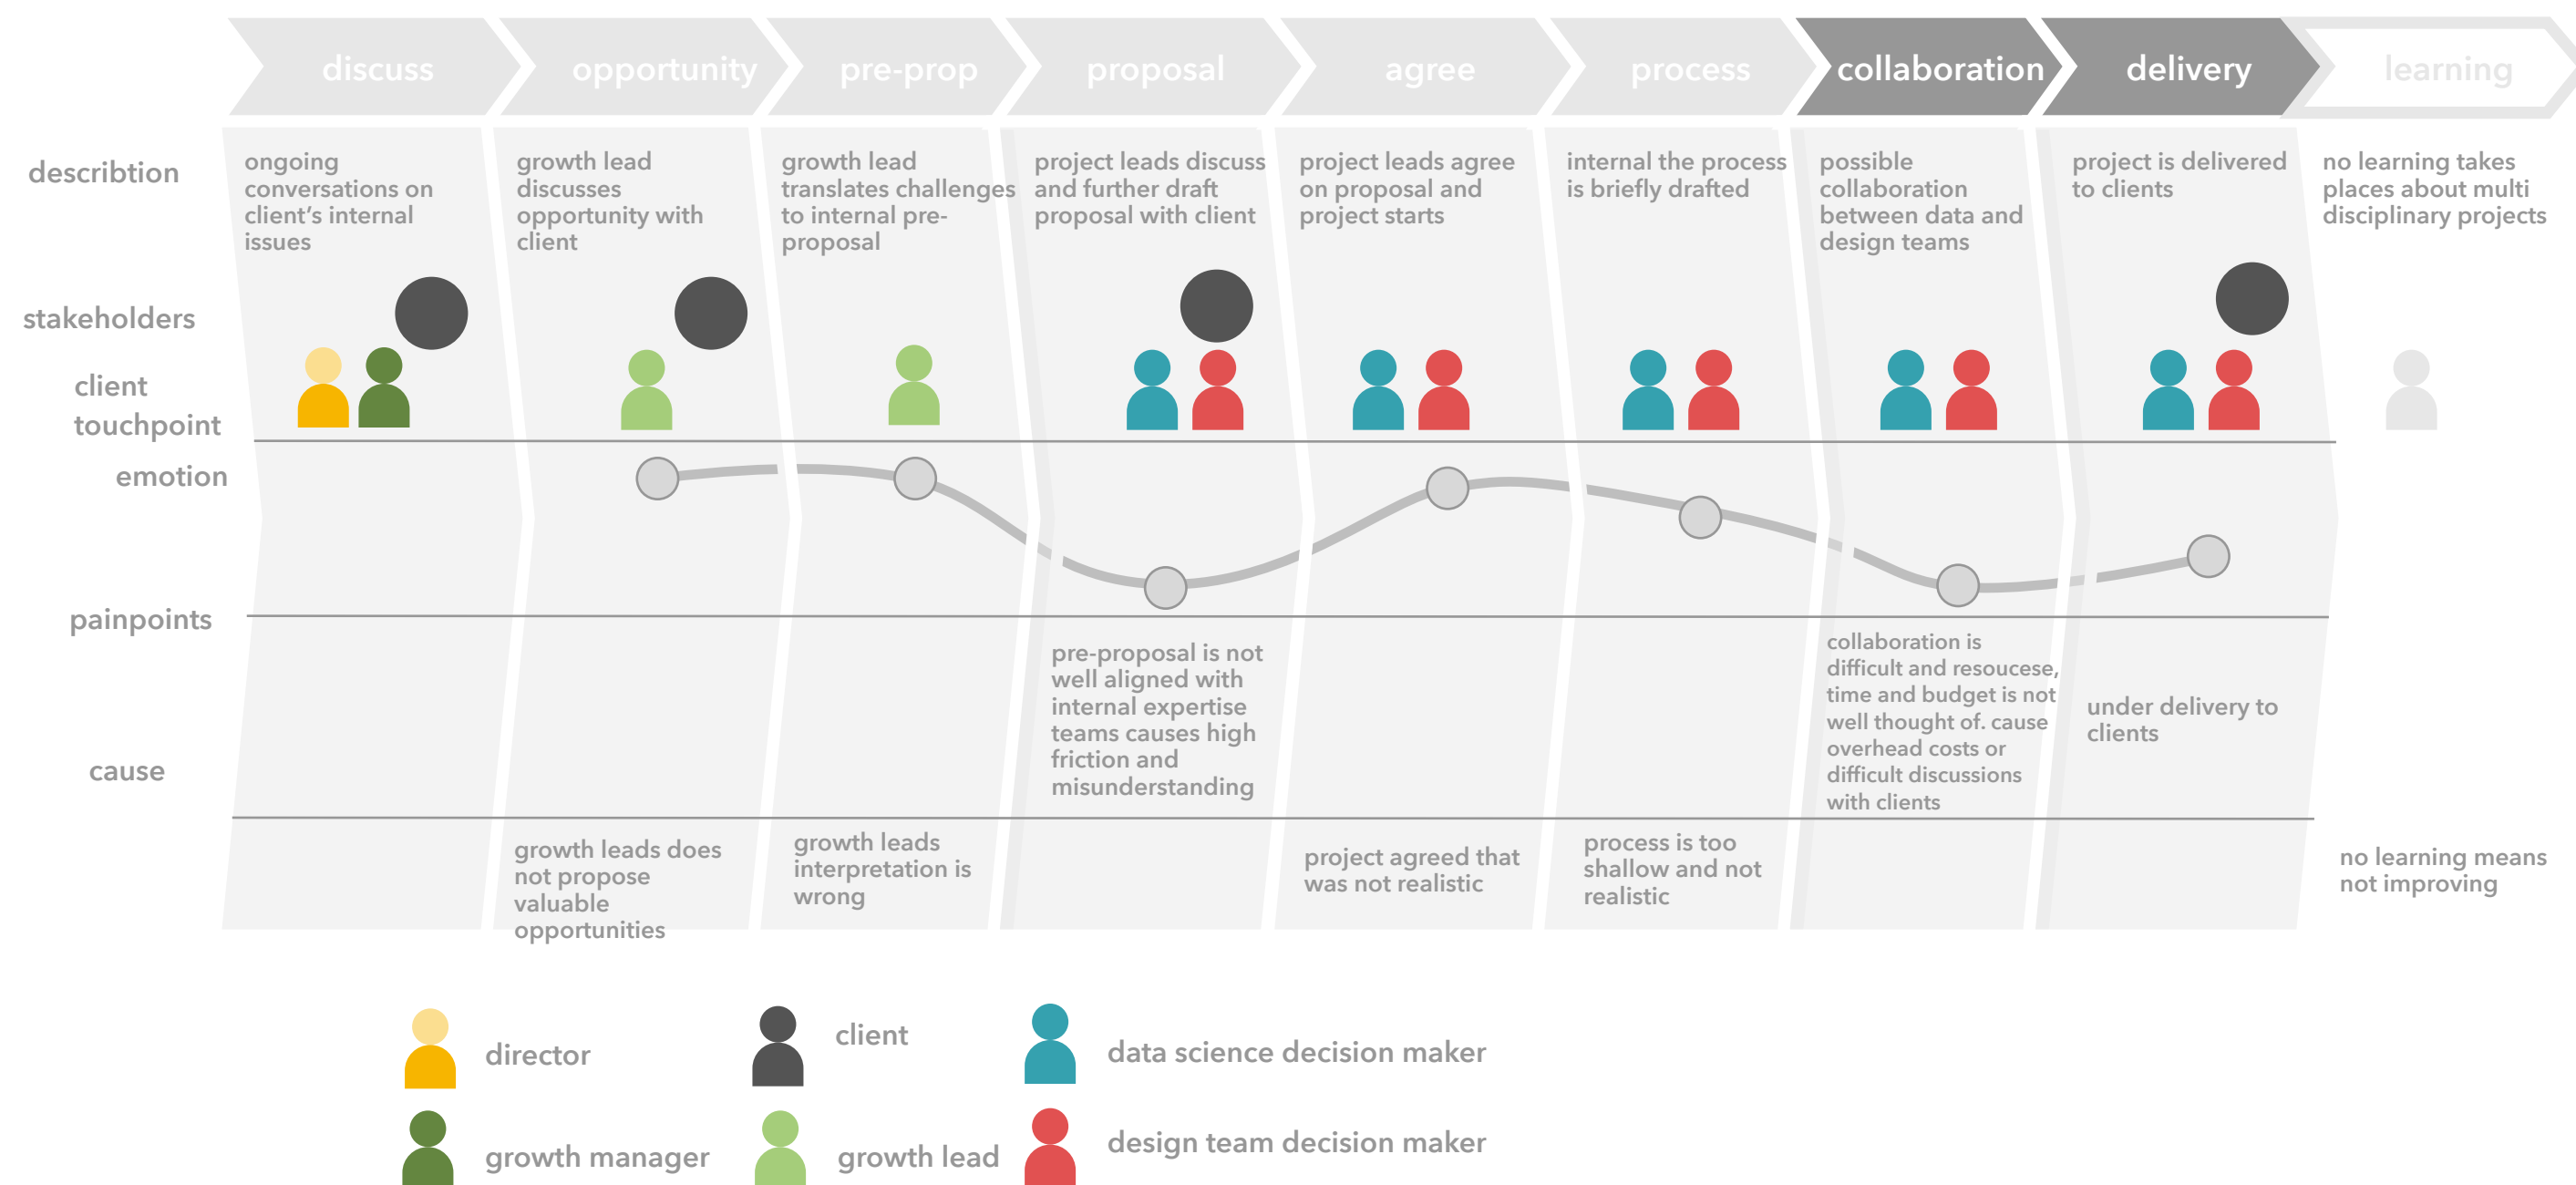 discuss
opportunity
pre-prop
proposal
agree
process
collaboration
delivery
learning
describtion
ongoing
conversations on
client's internal
issues
growth lead
discusses
opportunity with
client
growth lead
translates challenges
to internal pre-
proposal
project leads discuss
and further draft
proposal with client
project leads agree
on proposal and
project starts
internal the process
is briefly drafted
possible
collaboration
between data and
design teams
project is delivered
to clients
no learning takes
places about multi
disciplinary projects
stakeholders
client
touchpoint
emotion
painpoints
pre-proposal is not
well aligned with
internal expertise
teams causes high
friction and
misunderstanding
collaboration is
difficult and resoucese,
time and budget is not
well thought of. cause
overhead costs or
difficult discussions
with clients
under delivery to
clients
cause
growth leads does
not propose
valuable
opportunities
growth leads
interpretation is
wrong
project agreed that
was not realistic
process is too
shallow and not
realistic
no learning means
not improving
director
client
data science decision maker
growth manager
growth lead
design team decision maker